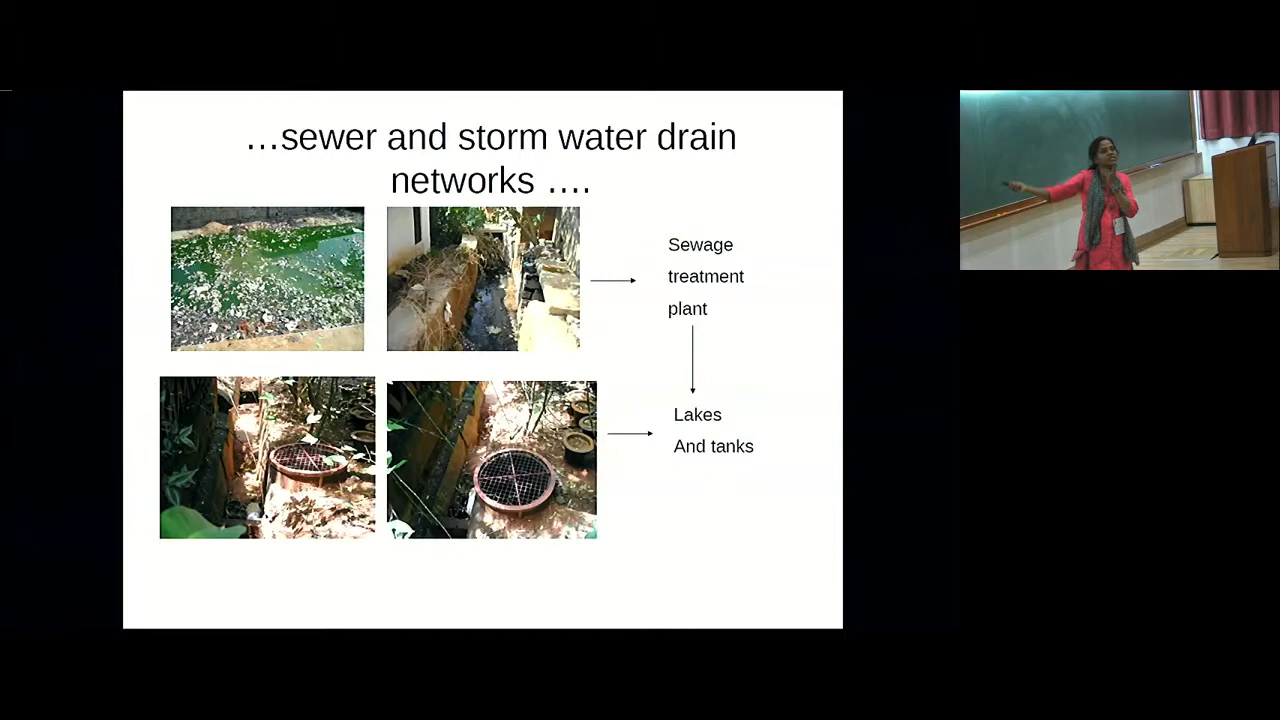 …sewer and storm water drain
networks ....
Sewage
treatment
plant
Lakes
And tanks